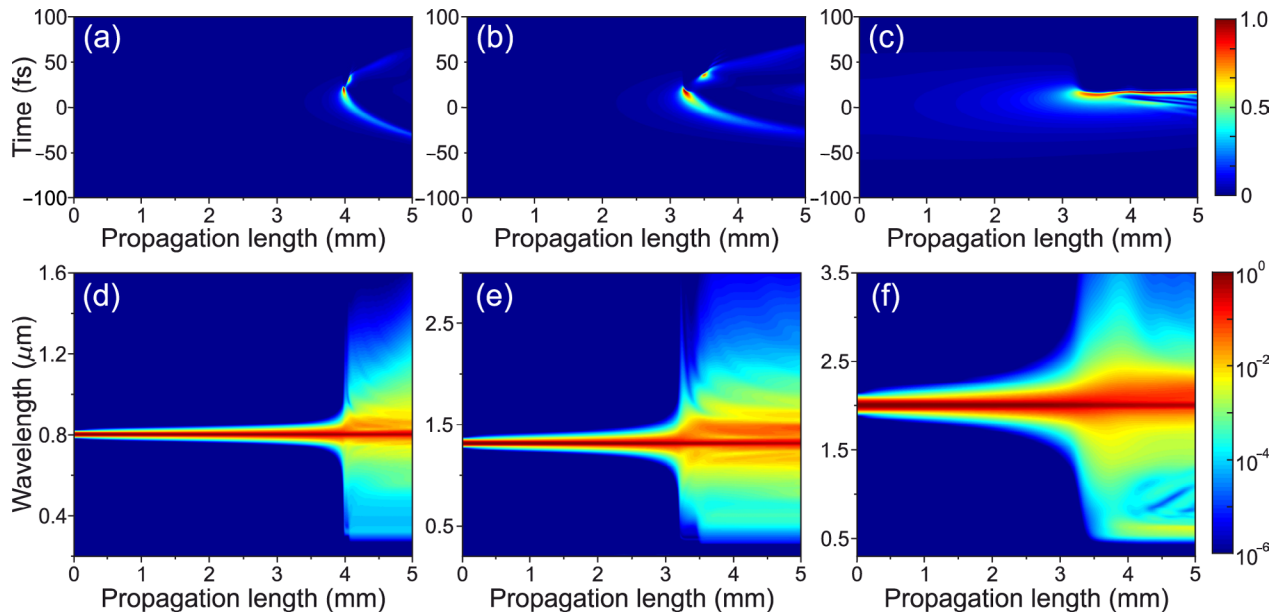 (a) (b) (c)
100 100 100 1.0
50 50 50
0 0 0 0.5
−50 −50 −50
−100 −100 −100 0
Time (fs)
0 1 2 3 4 5 0 1 2 3 4 5 0 1 2 3 4 5
Propagation length (mm) Propagation length (mm) Propagation length (mm)
(d) (e) (f)
1.6 3.5 10⁰
2.5
1.2 2.5 10⁻²
0.8 1.5 10⁻⁴
1.5
0.4 0.5 0.5 10⁻⁶
Wavelength (μm)
0 1 2 3 4 5 0 1 2 3 4 5 0 1 2 3 4 5
Propagation length (mm) Propagation length (mm) Propagation length (mm)